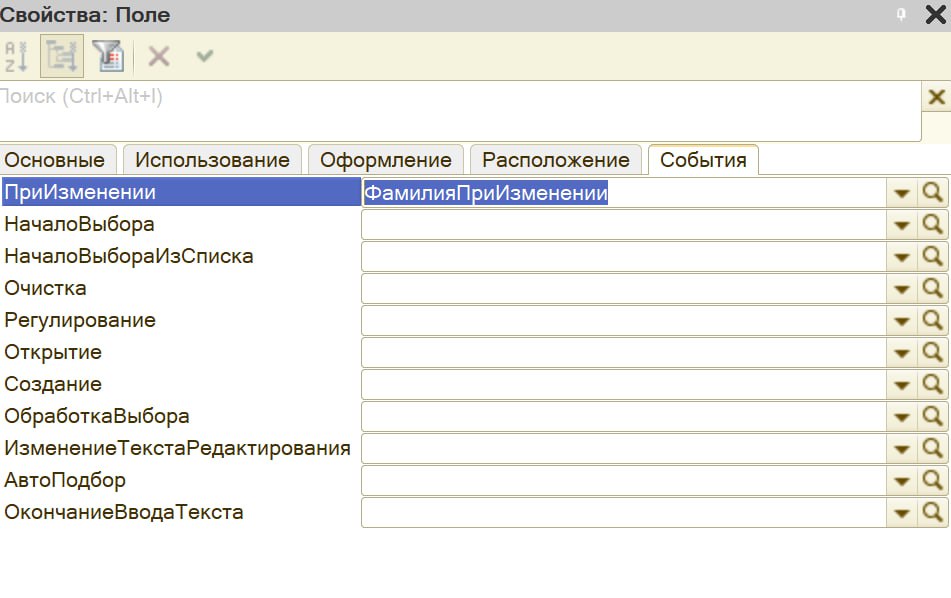 Свойства: Поле
Поиск (Ctrl+Alt+I)
Основные Использование Оформление Расположение События
ПриИзменении ФамилияПриИзменении
НачалоВыбора
НачалоВыбораИзСписка
Очистка
Регулирование
Открытие
Создание
ОбработкаВыбора
ИзменениеТекстаРедактирования
АвтоПодбор
ОкончаниеВводаТекста